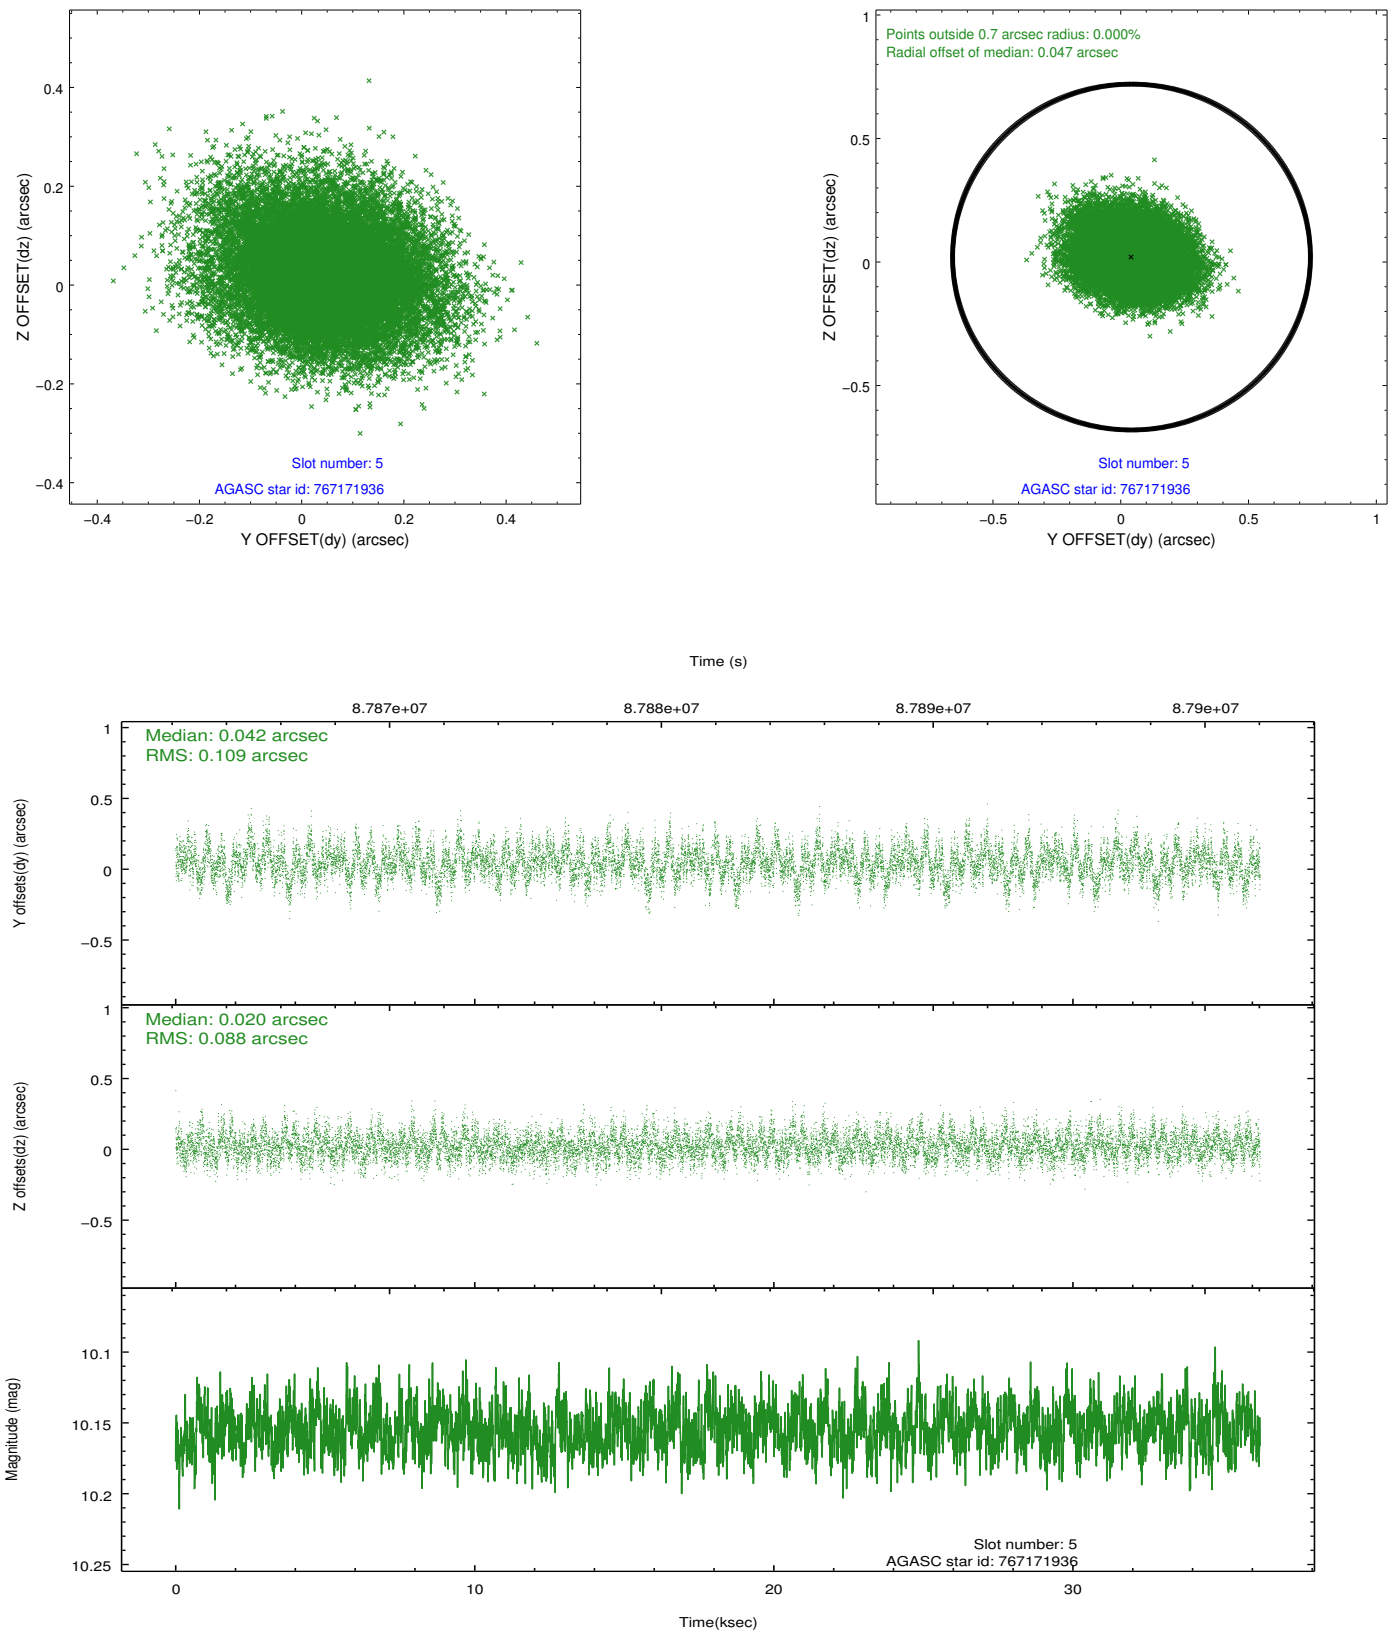 0.4
0.2
0
−0.2
−0.4
Z OFFSET(dz) (arcsec)
−0.4 −0.2 0 0.2 0.4
Y OFFSET(dy) (arcsec)
Slot number: 5
AGASC star id: 767171936
Points outside 0.7 arcsec radius: 0.000%
Radial offset of median: 0.047 arcsec
1
0.5
0
−0.5
Z OFFSET(dz) (arcsec)
−0.5 0 0.5 1
Y OFFSET(dy) (arcsec)
Slot number: 5
AGASC star id: 767171936
Time (s)
8.787e+07 8.788e+07 8.789e+07 8.79e+07
Median: 0.042 arcsec
RMS: 0.109 arcsec
1
0.5
0
−0.5
Y offsets(dy) (arcsec)
Median: 0.020 arcsec
RMS: 0.088 arcsec
1
0.5
0
−0.5
Z offsets(dz) (arcsec)
10.1
10.15
10.2
10.25
Magnitude (mag)
Slot number: 5
AGASC star id: 767171936
0 10 20 30
Time(ksec)